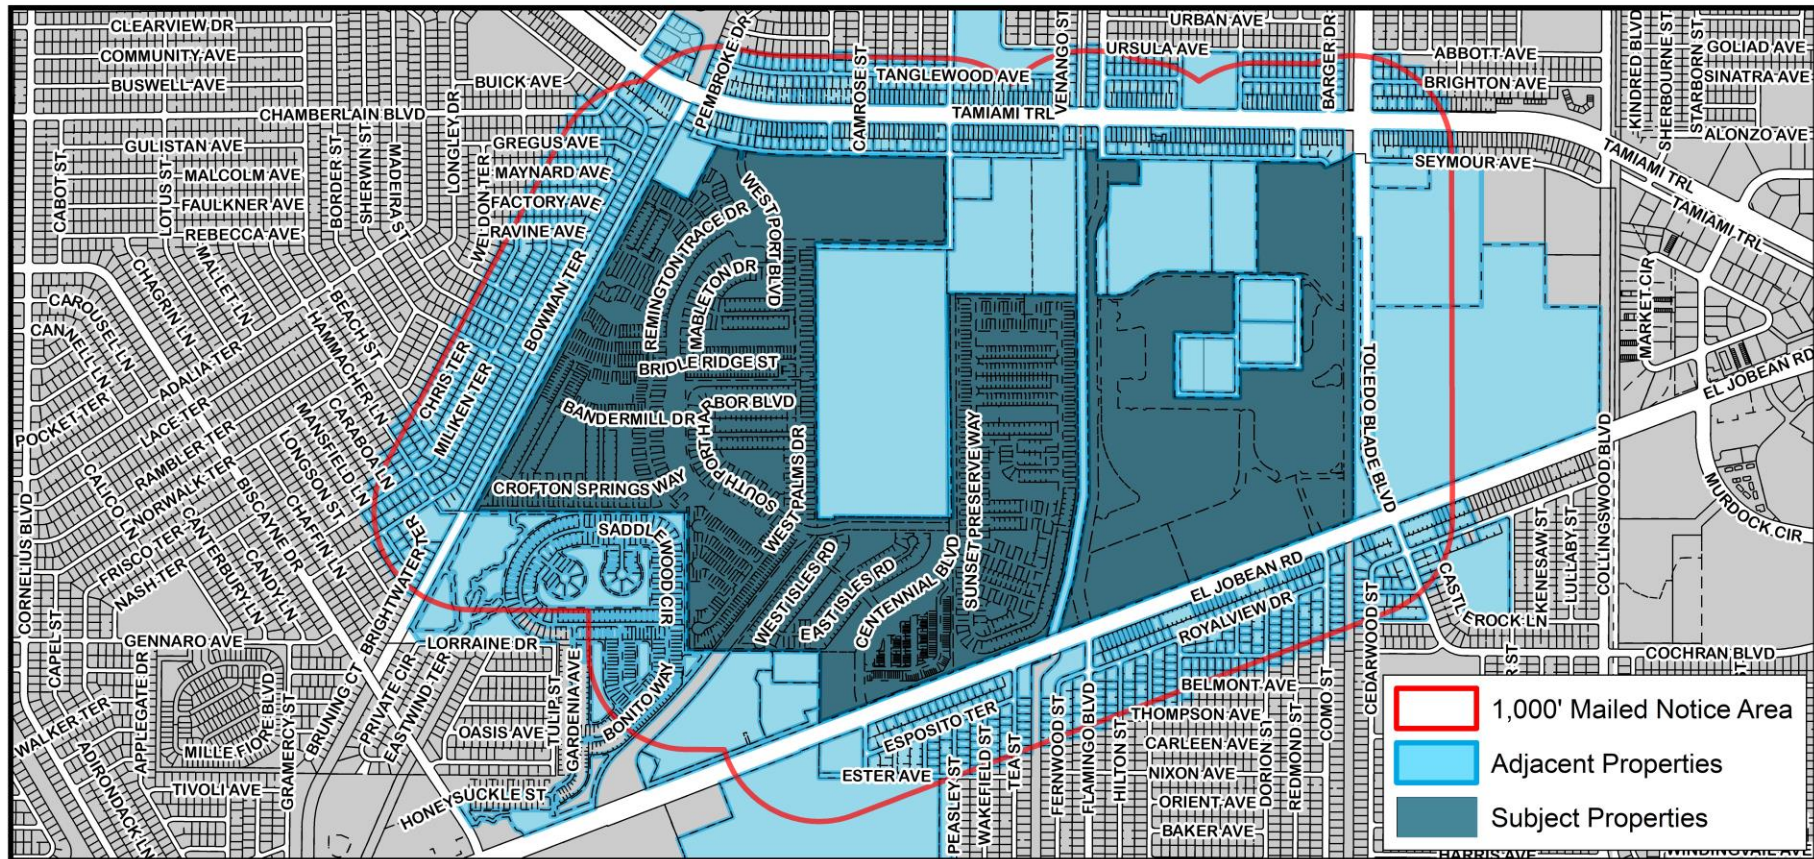 CLEARVIEW DR
COMMUNITY AVE
BUSWELL AVE
BUICK AVE
CHAMBERLAIN BLVD
GULISTAN AVE
MALCOLM AVE
FAULKNER AVE
REBECCA AVE
CABOT ST
LOTUS ST
BORDER ST
SHERWIN ST
MADEIRA ST
LONGLEY DR
WELDON TER
GREGUS AVE
MAYNARD AVE
FACTORY AVE
RAVINE AVE
PEMBROKE DR
CAMROSE ST
TANGLEWOOD AVE
TAMIAMI TRL
VENANGO ST
URBAN AVE
URSULA AVE
BARGER DR
ABBOTT AVE
BRIGHTON AVE
SEYMOUR AVE
KINDRED BLVD
SHERBOURNE ST
STARBORN ST
GOLIAD AVE
SINATRA AVE
ALONZO AVE
TAMIAMI TRL
TAMIAMI TRL
MARKET CIR
EL JOBEAN RD
MURDOCK CIR
COLLINGSWOOD BLVD
TOLEDO BLADE BLVD
WEST PORT BLVD
REMINGTON TRACE DR
MABLETON DR
BRIDLE RIDGE ST
BANDERMILL DR
BOR BLVD
PORT HA
SOUTH
PORT
CROFTON SPRINGS WAY
WEST PALMS DR
WEST ISLES RD
EAST ISLES RD
CENTENNIAL BLVD
SUNSET PRESERVE WAY
BOWMAN TER
CHRIS TER
MILIKEN TER
CAROUSEL LN
CANNELL LN
CHAGRIN LN
MALLET LN
BEACH ST
HAMMACHER LN
CARABOA LN
ADALIA TER
LACE TER
POCKET TER
RAMBLER TER
MANSFIELD LN
LONGSON ST
NORWALK TER
CALICO LN
BISCAYNE DR
CHAFFIN LN
FRISCO TER
CANTERBURY LN
CANDY LN
NASH TER
CORNELIUS BLVD
CAPEL ST
GENNARO AVE
WALKER TER
APPLEGATE DR
ADIRONDACK LN
MILLE FIORE BLVD
GRAMERCY ST
TIVOLI AVE
BRUNING CT
BRIGHTWATER TER
PRIVATE CIR
EAST WIND TER
LORRAINE DR
OASIS AVE
TULIP ST
GARDENIA AVE
BONITO WAY
HONEYSUCKLE ST
SADDLEWOOD CIR
EL JOBEAN RD
ROYALVIEW DR
ESPOSITO TER
ESTER AVE
PEASLEY ST
WAKEFIELD ST
TEA ST
FERNWOOD ST
FLAMINGO BLVD
HILTON ST
BELMONT AVE
THOMPSON AVE
CARLEEN AVE
NIXON AVE
ORIENT AVE
BAKER AVE
DORION ST
REDMOND ST
COMO ST
CEDARWOOD ST
CASTLE
ROCK LN
KENESAW ST
LULLABY ST
COCHRAN BLVD
HARRIS AVE
1,000' Mailed Notice Area
Adjacent Properties
Subject Properties